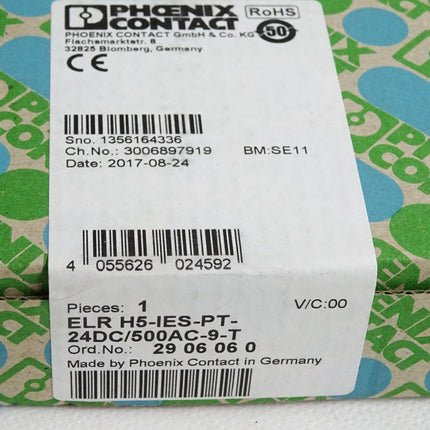 PHOENIX
CONTACT
RoHS
50
PHOENIX CONTACT GmbH & Co. KG
Flachsmarktstr. 8
32825 Blomberg, Germany
CE
Sno. 1356164336
Ch.No.: 3006897919 BM:SE11
Date: 2017-08-24
4 055626 024592
Pieces: 1 V/C:00
ELR H5-IES-PT-
24DC/500AC-9-T
Ord.No.: 29 06 06 0
Made by Phoenix Contact in Germany